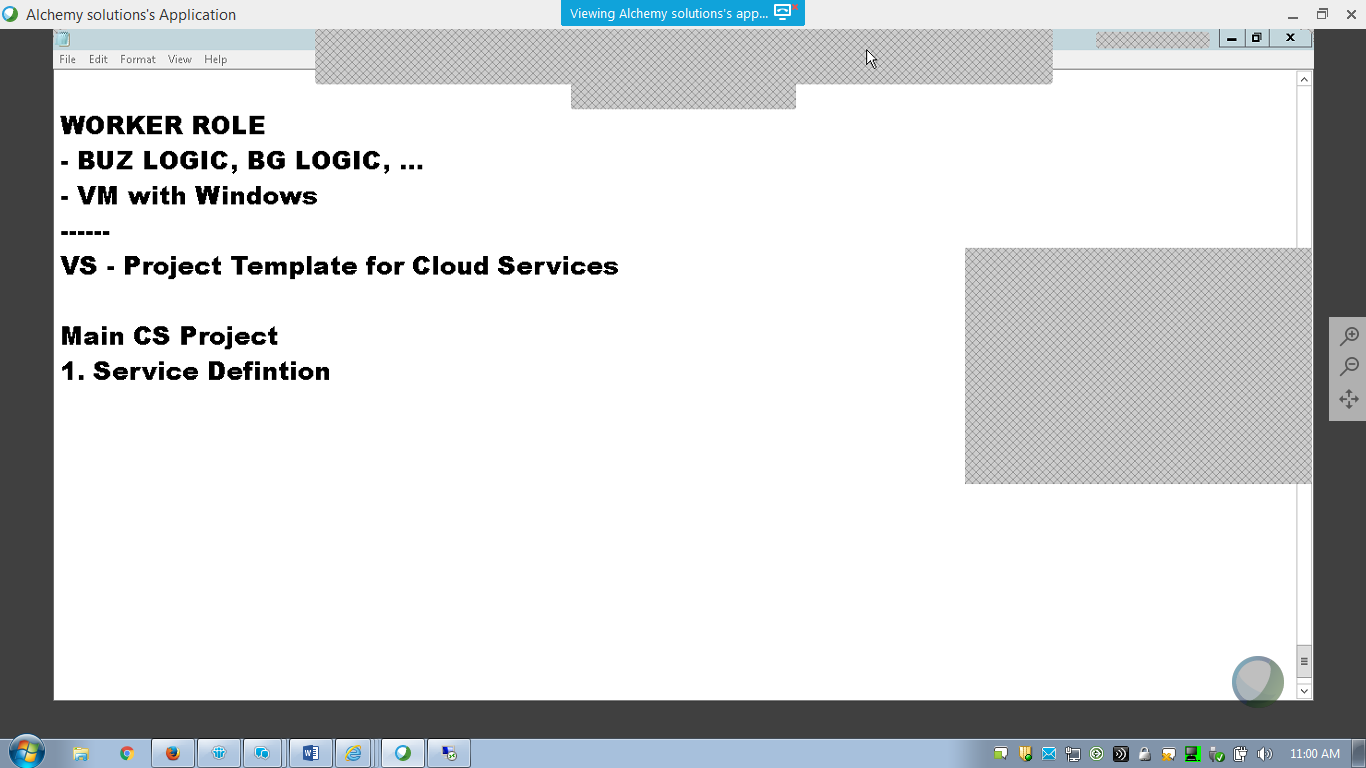 Alchemy solutions's Application
Viewing Alchemy solutions's app...
File Edit Format View Help
WORKER ROLE
- BUZ LOGIC, BG LOGIC, ...
- VM with Windows
------
VS - Project Template for Cloud Services
Main CS Project
1. Service Defintion
11:00 AM